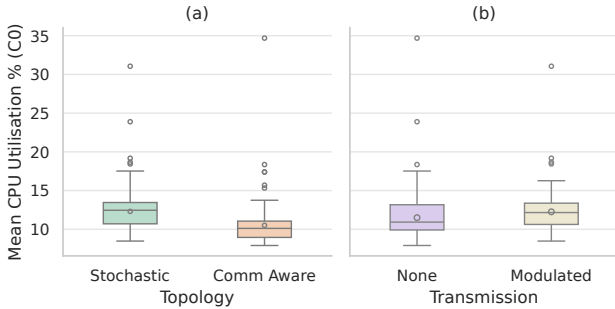 (a)
(b)
Mean CPU Utilisation % (C0)
35
30
25
20
15
10
Stochastic
Comm Aware
None
Modulated
Topology
Transmission